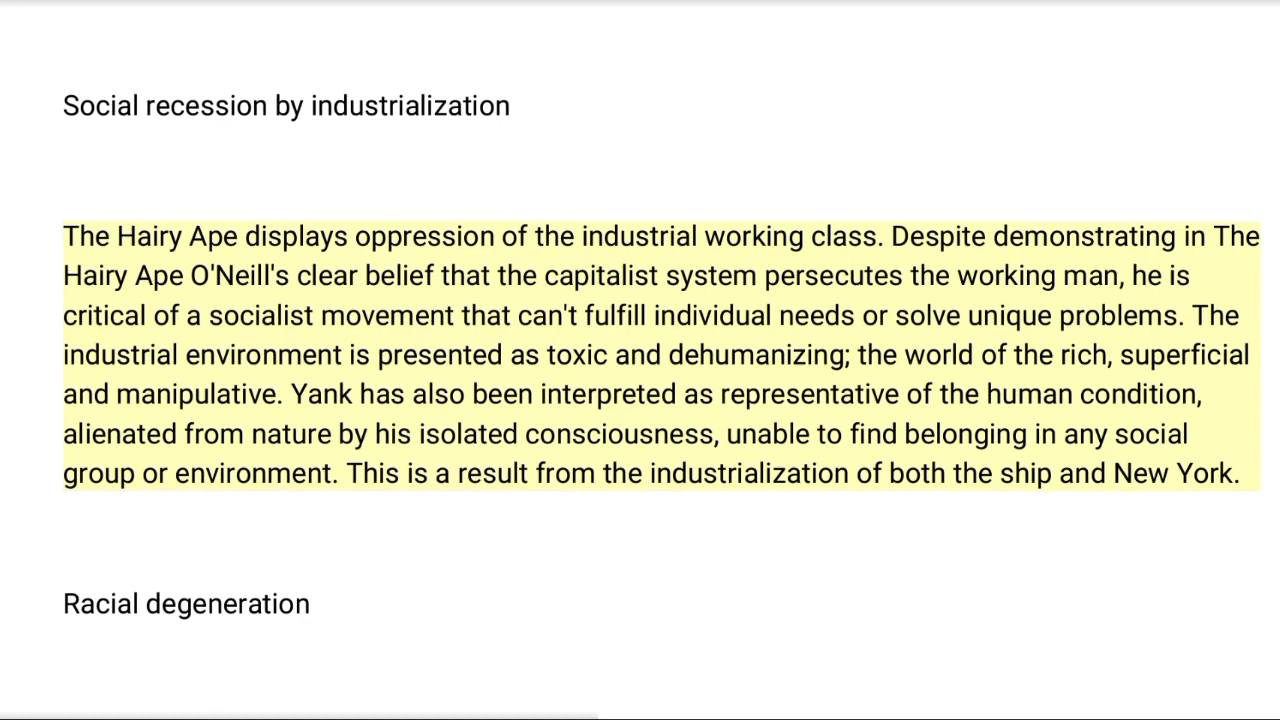 Social recession by industrialization
The Hairy Ape displays oppression of the industrial working class. Despite demonstrating in The
Hairy Ape O'Neill's clear belief that the capitalist system persecutes the working man, he is
critical of a socialist movement that can't fulfill individual needs or solve unique problems. The
industrial environment is presented as toxic and dehumanizing; the world of the rich, superficial
and manipulative. Yank has also been interpreted as representative of the human condition,
alienated from nature by his isolated consciousness, unable to find belonging in any social
group or environment. This is a result from the industrialization of both the ship and New York.
Racial degeneration